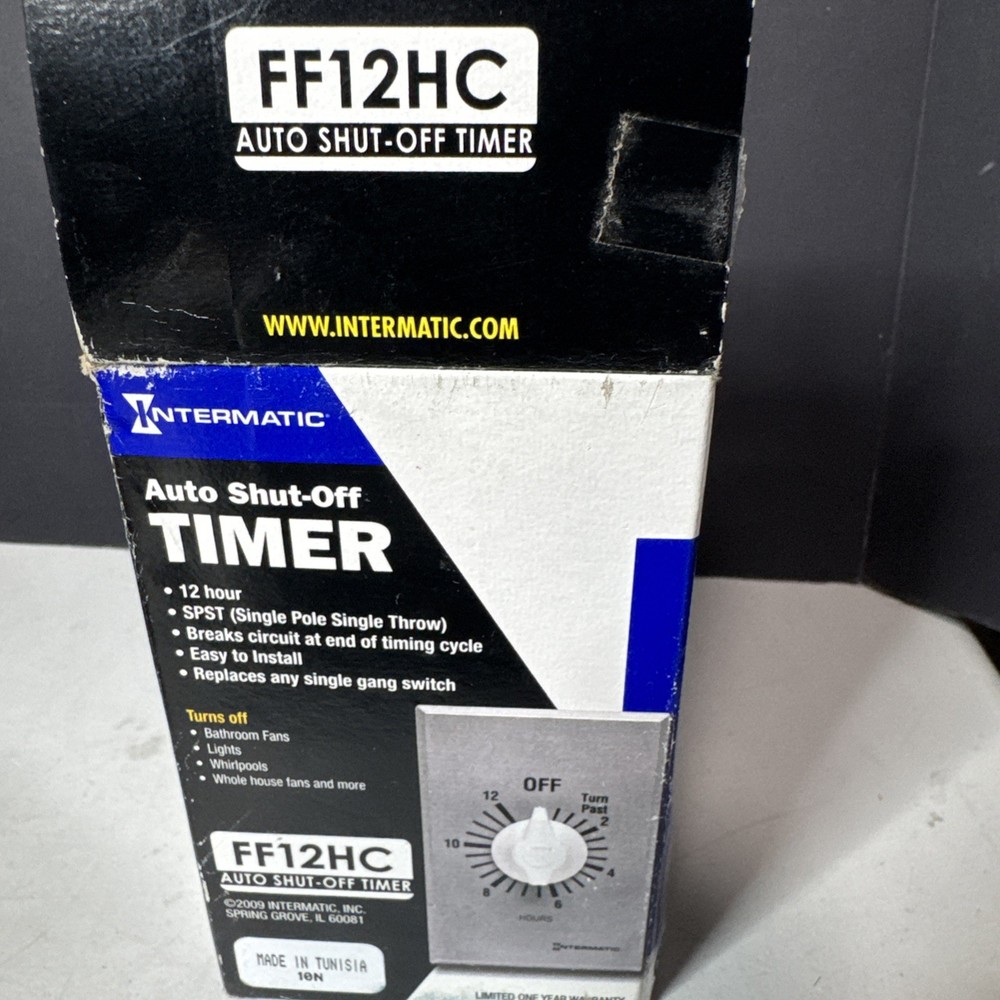 FF12HC
AUTO SHUT-OFF TIMER
WWW.INTERMATIC.COM
INTERMATIC
Auto Shut-Off
TIMER
• 12 hour
• SPST (Single Pole Single Throw)
• Breaks circuit at end of timing cycle
• Easy to Install
• Replaces any single gang switch
Turns off
• Bathroom Fans
• Lights
• Whirlpools
• Whole house fans and more
FF12HC
AUTO SHUT-OFF TIMER
©2009 INTERMATIC, INC.
SPRING GROVE, IL 60081
MADE IN TUNISIA
10N
OFF
12
Turn
Past
2
10
4
8
6
HOURS
INTERMATIC
LIMITED ONE YEAR WARRANTY